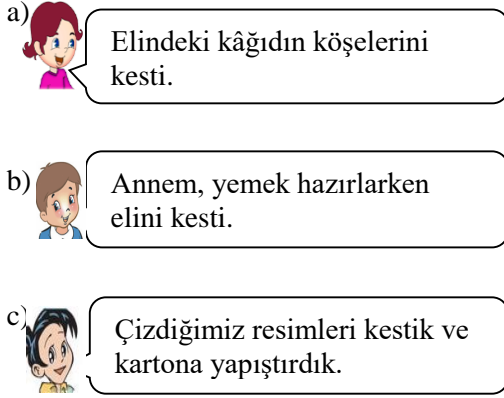 a)
Elindeki kâğıdın köşelerini
kesti.
b)
Annem, yemek hazırlarken
elini kesti.
c)
Çizdiğimiz resimleri kestik ve
kartona yapıştırdık.